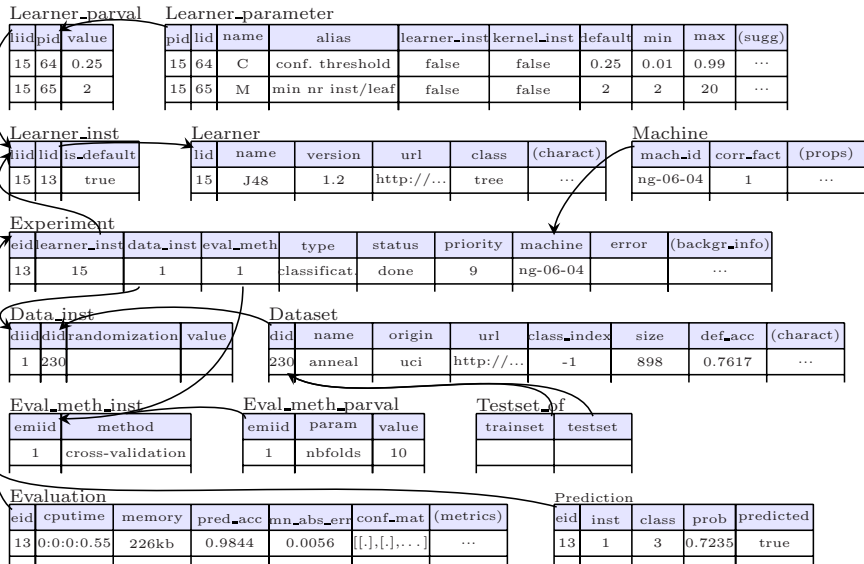 Learner_parval Learner_parameter
liid pid value pid lid name alias learner_inst kernel_inst default min max (sugg)
15 64 0.25 15 64 C conf. threshold false false 0.25 0.01 0.99 ...
15 65 2 15 65 M min nr inst/leaf false false 2 2 20 ...
Learner_inst Learner Machine
liid lid is_default lid name version url class (charact) mach_id corr_fact (props)
15 13 true 15 J48 1.2 http://... tree ... ng-06-04 1 ...
Experiment
eid learner_inst data_inst eval_meth type status priority machine error (backgr_info)
13 15 1 1 classificat. done 9 ng-06-04 ...
Data_inst Dataset
diid did randomization value did name origin url class_index size def_acc (charact)
1 230 230 anneal uci http://... -1 898 0.7617 ...
Eval_meth_inst Eval_meth_parval Testset_of
emiid method emiid param value trainset testset
1 cross-validation 1 nbfolds 10
Evaluation Prediction
eid cputime memory pred_acc mn_abs_err conf_mat (metrics) eid inst class prob predicted
13 0:0:0:0.55 226kb 0.9844 0.0056 [[.],[.],...] ... 13 1 3 0.7235 true